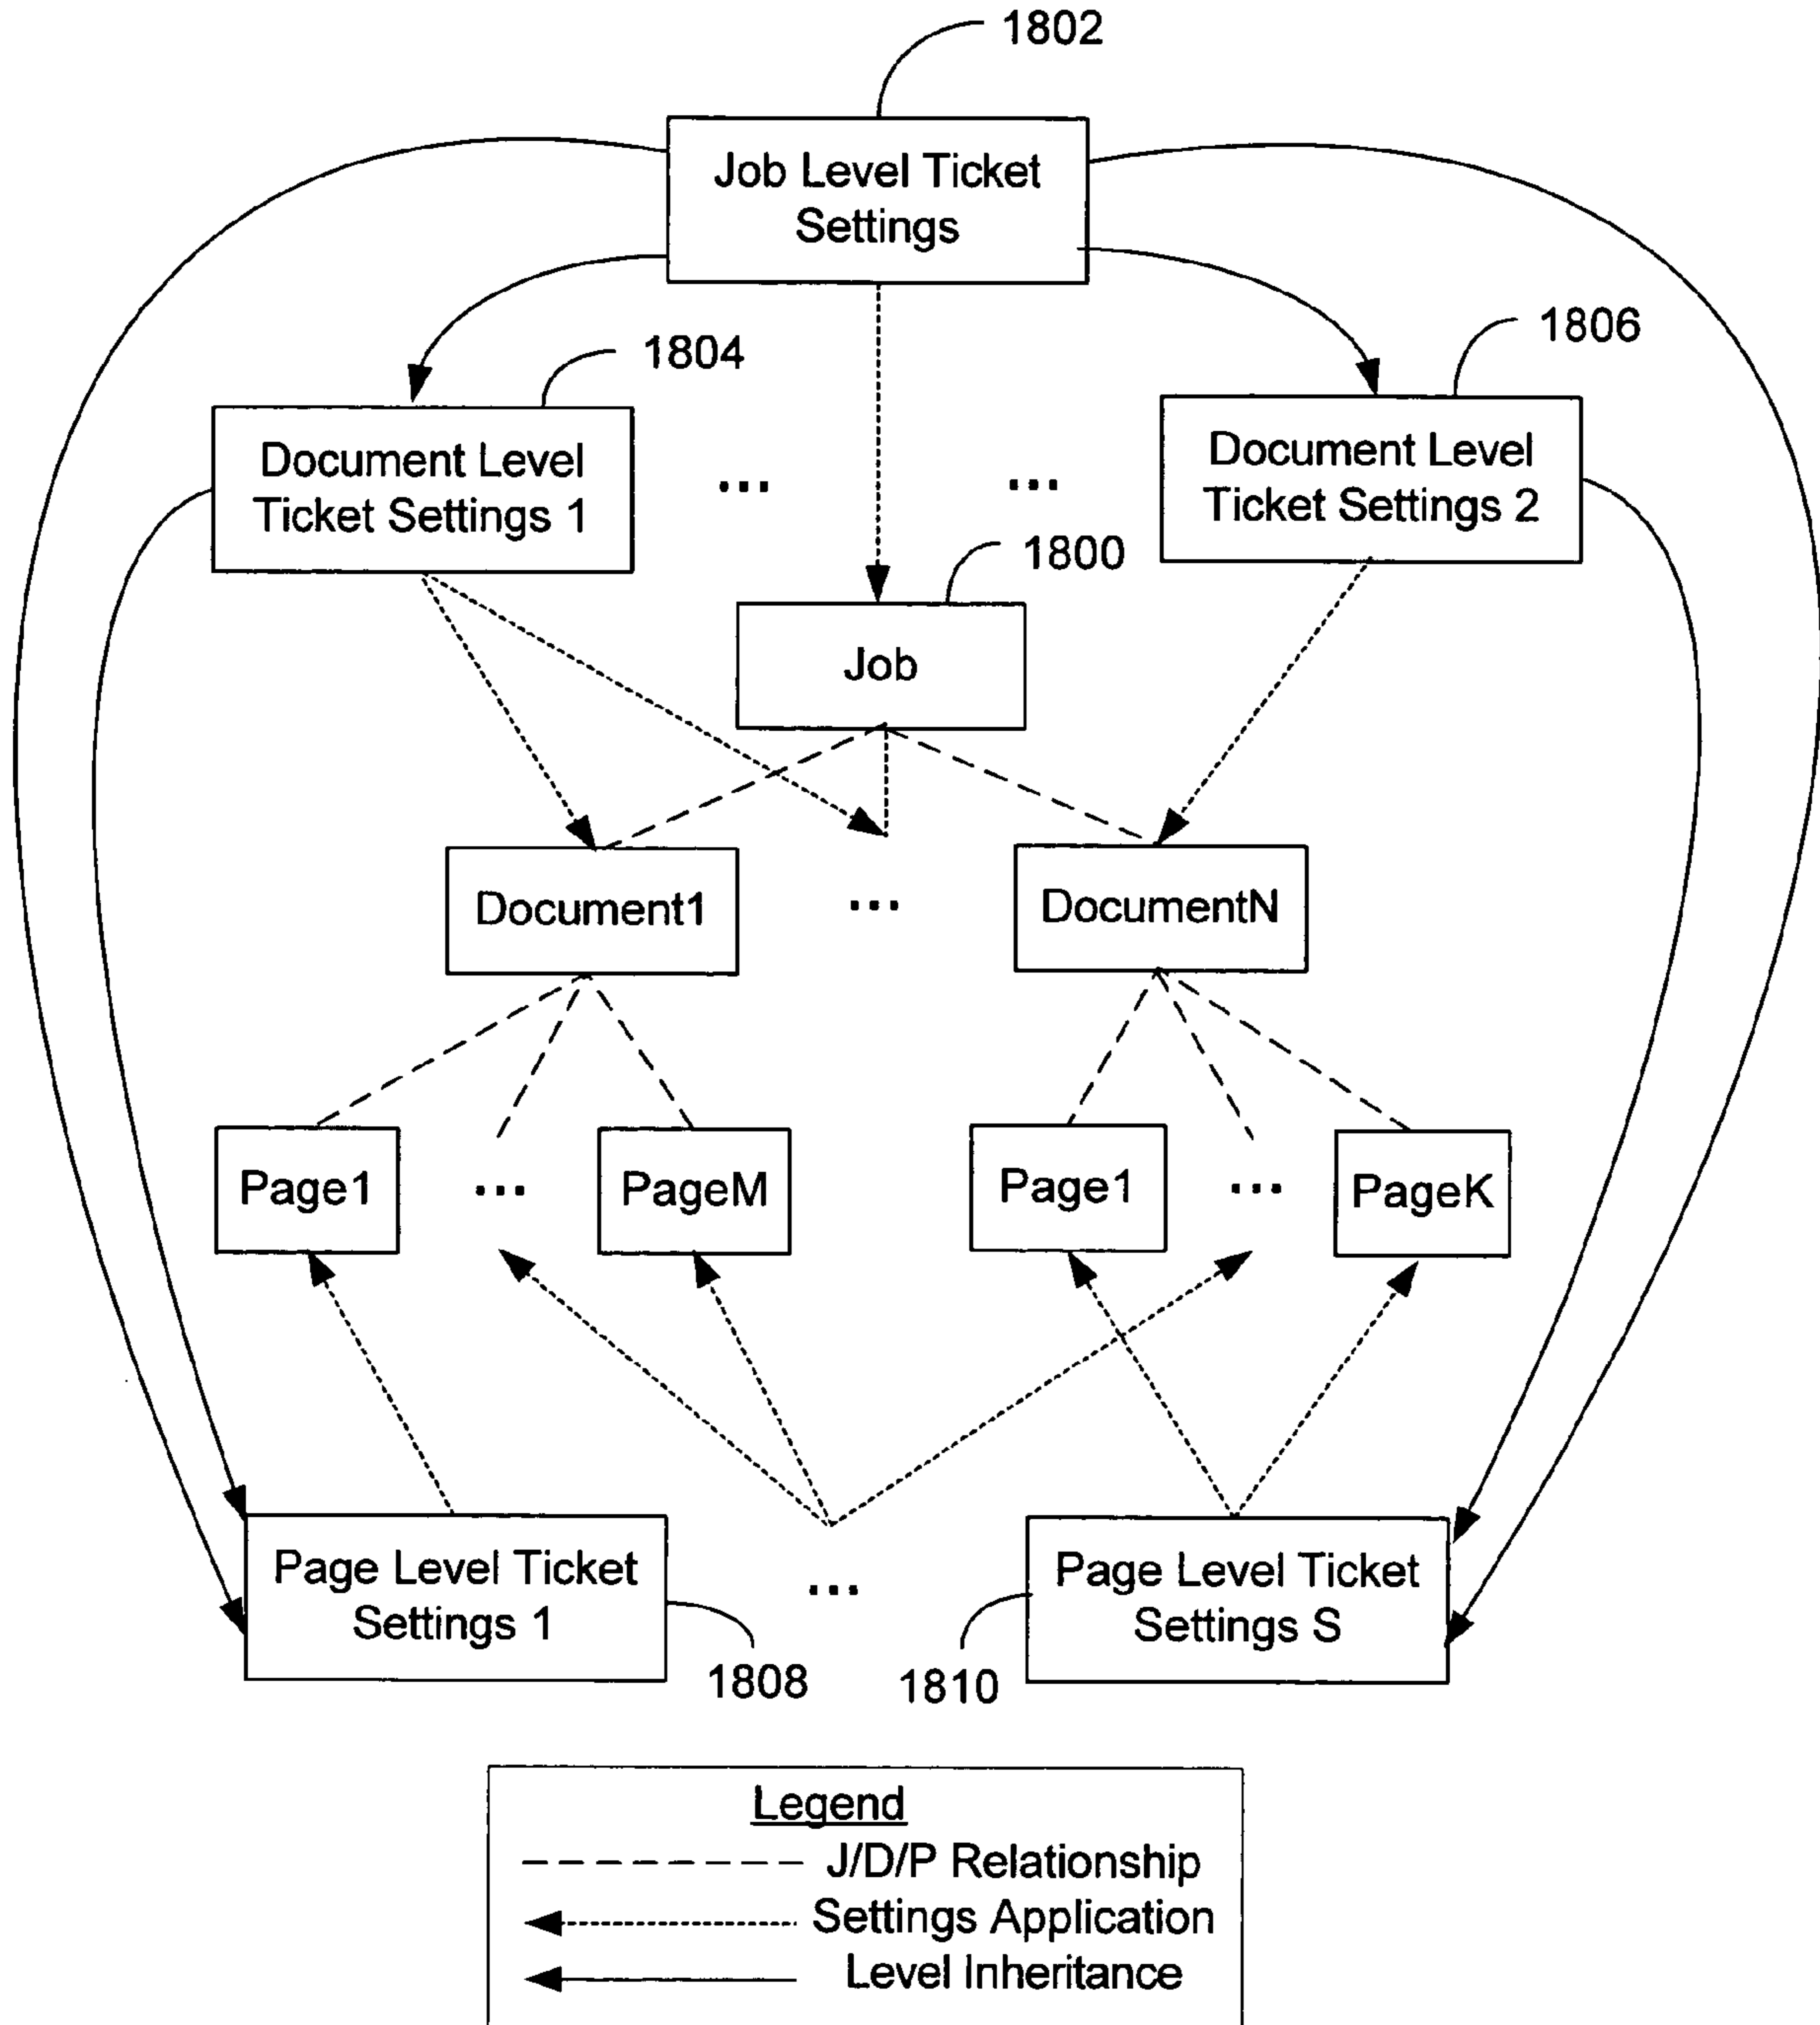 1802
Job Level Ticket
Settings
1804
1806
Document Level
Ticket Settings 1
...
...
Document Level
Ticket Settings 2
1800
Job
Document1
...
DocumentN
Page1
...
PageM
Page1
...
PageK
Page Level Ticket
Settings 1
...
Page Level Ticket
Settings S
1808
1810
Legend
J/D/P Relationship
Settings Application
Level Inheritance